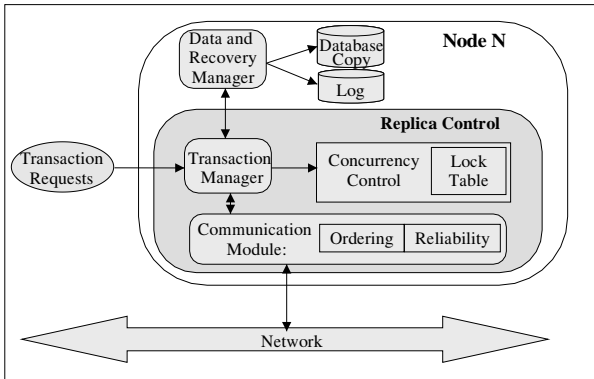 Node N
Data and
Recovery
Manager
Database
Copy
Log
Replica Control
Transaction
Requests
Transaction
Manager
Concurrency
Control
Lock
Table
Communication
Module:
Ordering
Reliability
Network